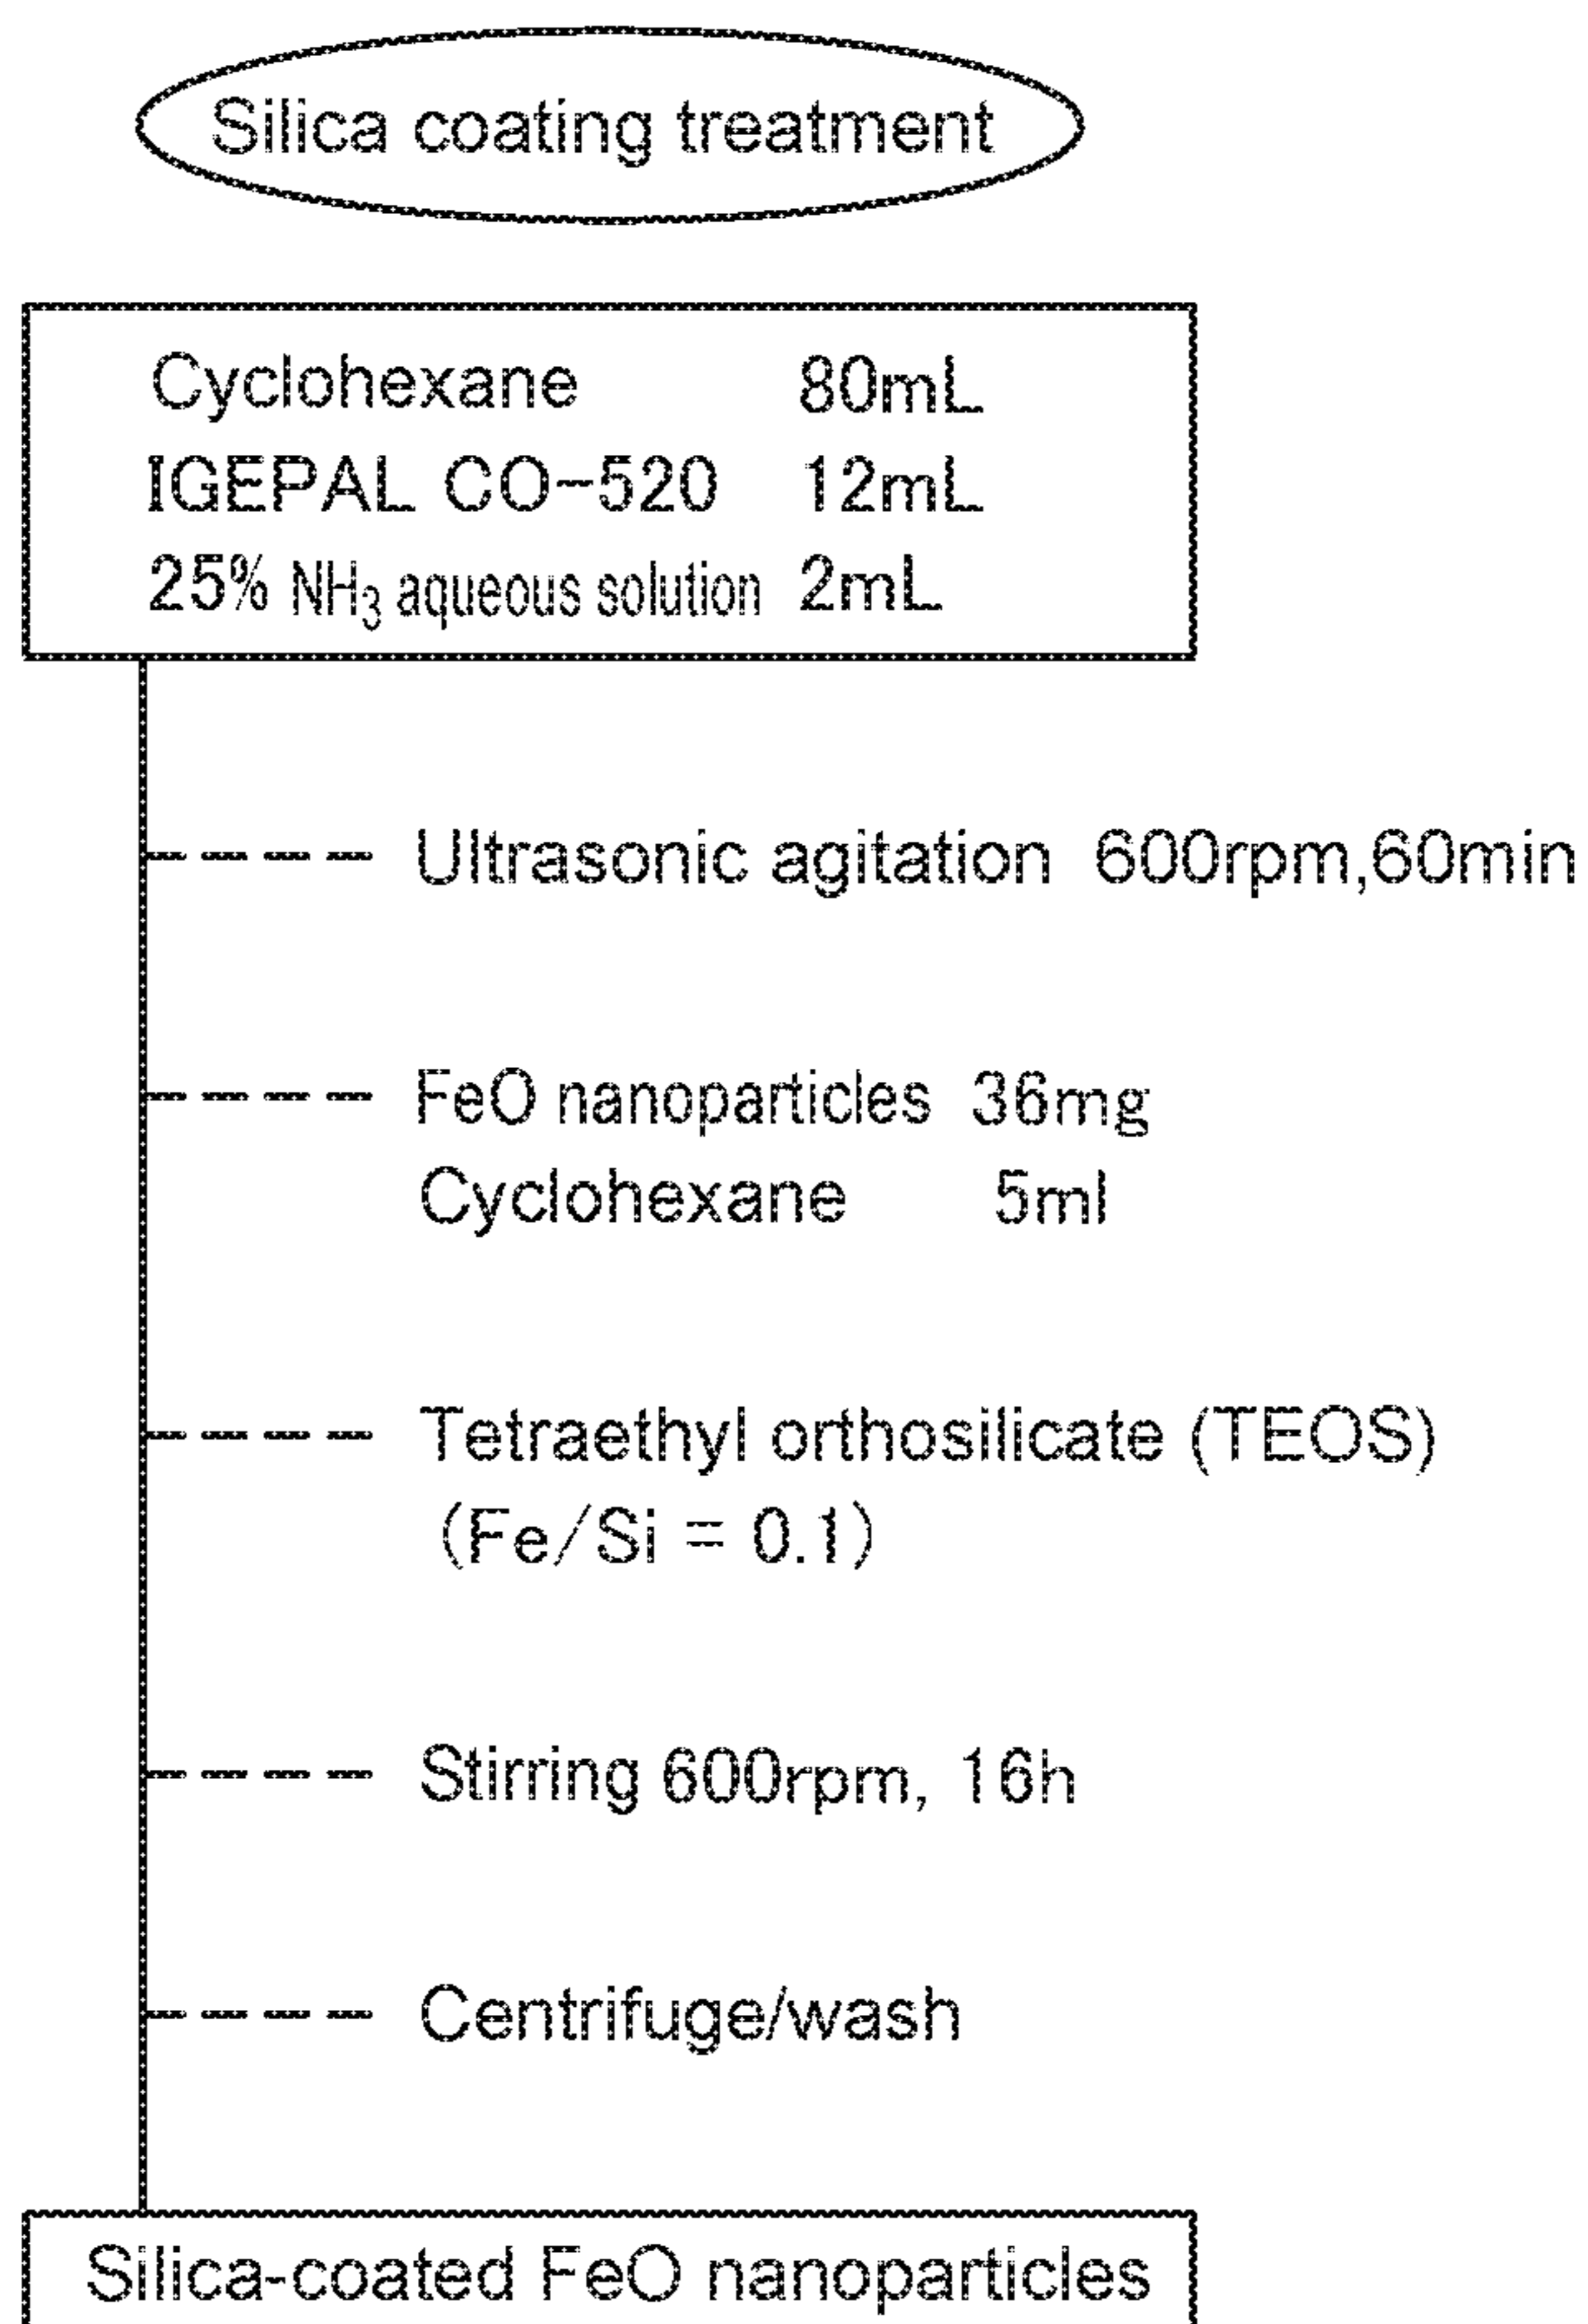 Silica coating treatment
Cyclohexane 80mL
IGEPAL CO-520 12mL
25% NH₃ aqueous solution 2mL
Ultrasonic agitation 600rpm,60min
FeO nanoparticles 36mg
Cyclohexane 5ml
Tetraethyl orthosilicate (TEOS)
(Fe/Si = 0.1)
Stirring 600rpm, 16h
Centrifuge/wash
Silica-coated FeO nanoparticles